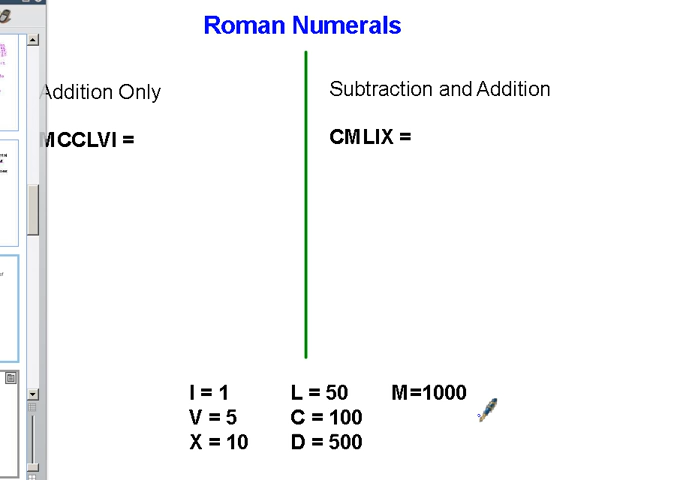 Roman Numerals
Addition Only
MCCLVI =
Subtraction and Addition
CMLIX =
I = 1 L = 50 M=1000
V = 5 C = 100
X = 10 D = 500